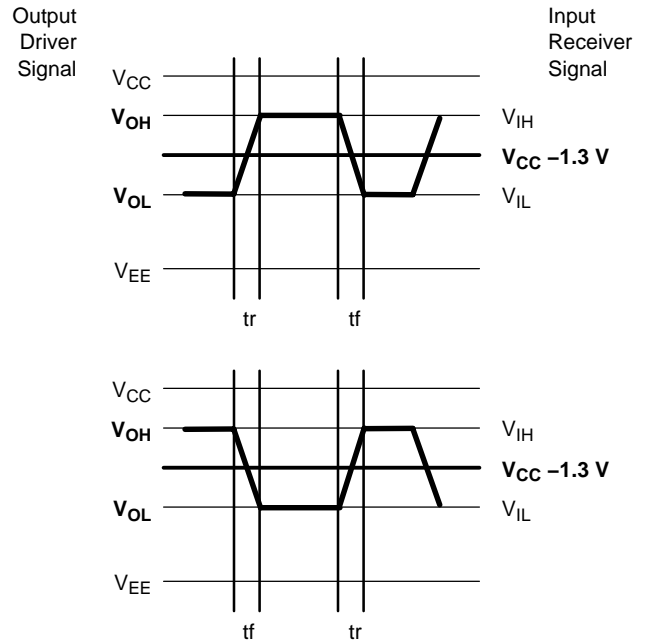 Output
Driver
Signal
Input
Receiver
Signal
VCC
VOH
VIH
VCC –1.3 V
VOL
VIL
VEE
tr
tf
VCC
VOH
VIH
VCC –1.3 V
VOL
VIL
VEE
tf
tr